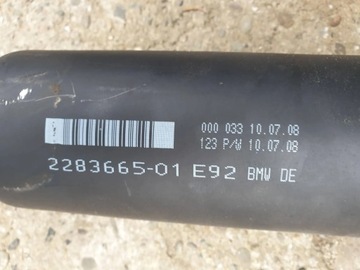 000 033 10.07.08
123 P/W 10.07.08
2283665-01 E92 BMW DE